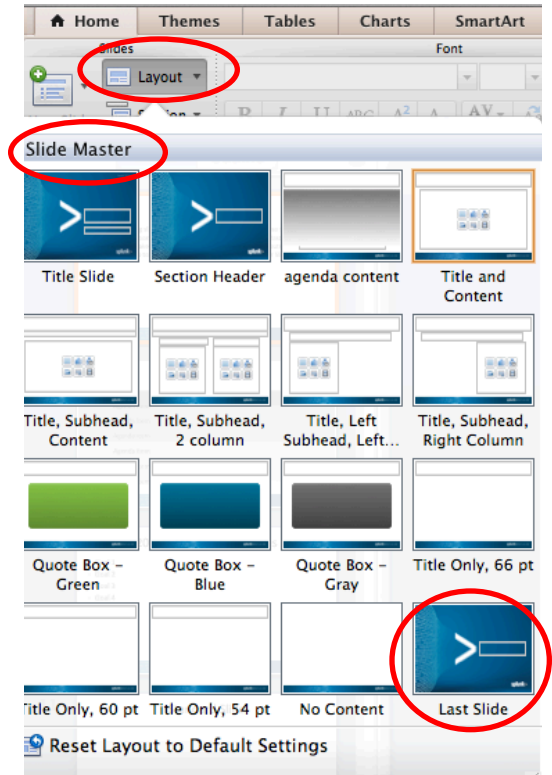 Home Themes Tables Charts SmartArt
Slides Font
Layout
B I U ABC A2 A AV
Slide Master
Title Slide
Section Header
agenda content
Title and
Content
Title, Subhead,
Content
Title, Subhead,
2 column
Title, Left
Subhead, Left...
Title, Subhead,
Right Column
Quote Box –
Green
Quote Box –
Blue
Quote Box –
Gray
Title Only, 66 pt
Title Only, 60 pt
Title Only, 54 pt
No Content
Last Slide
Reset Layout to Default Settings